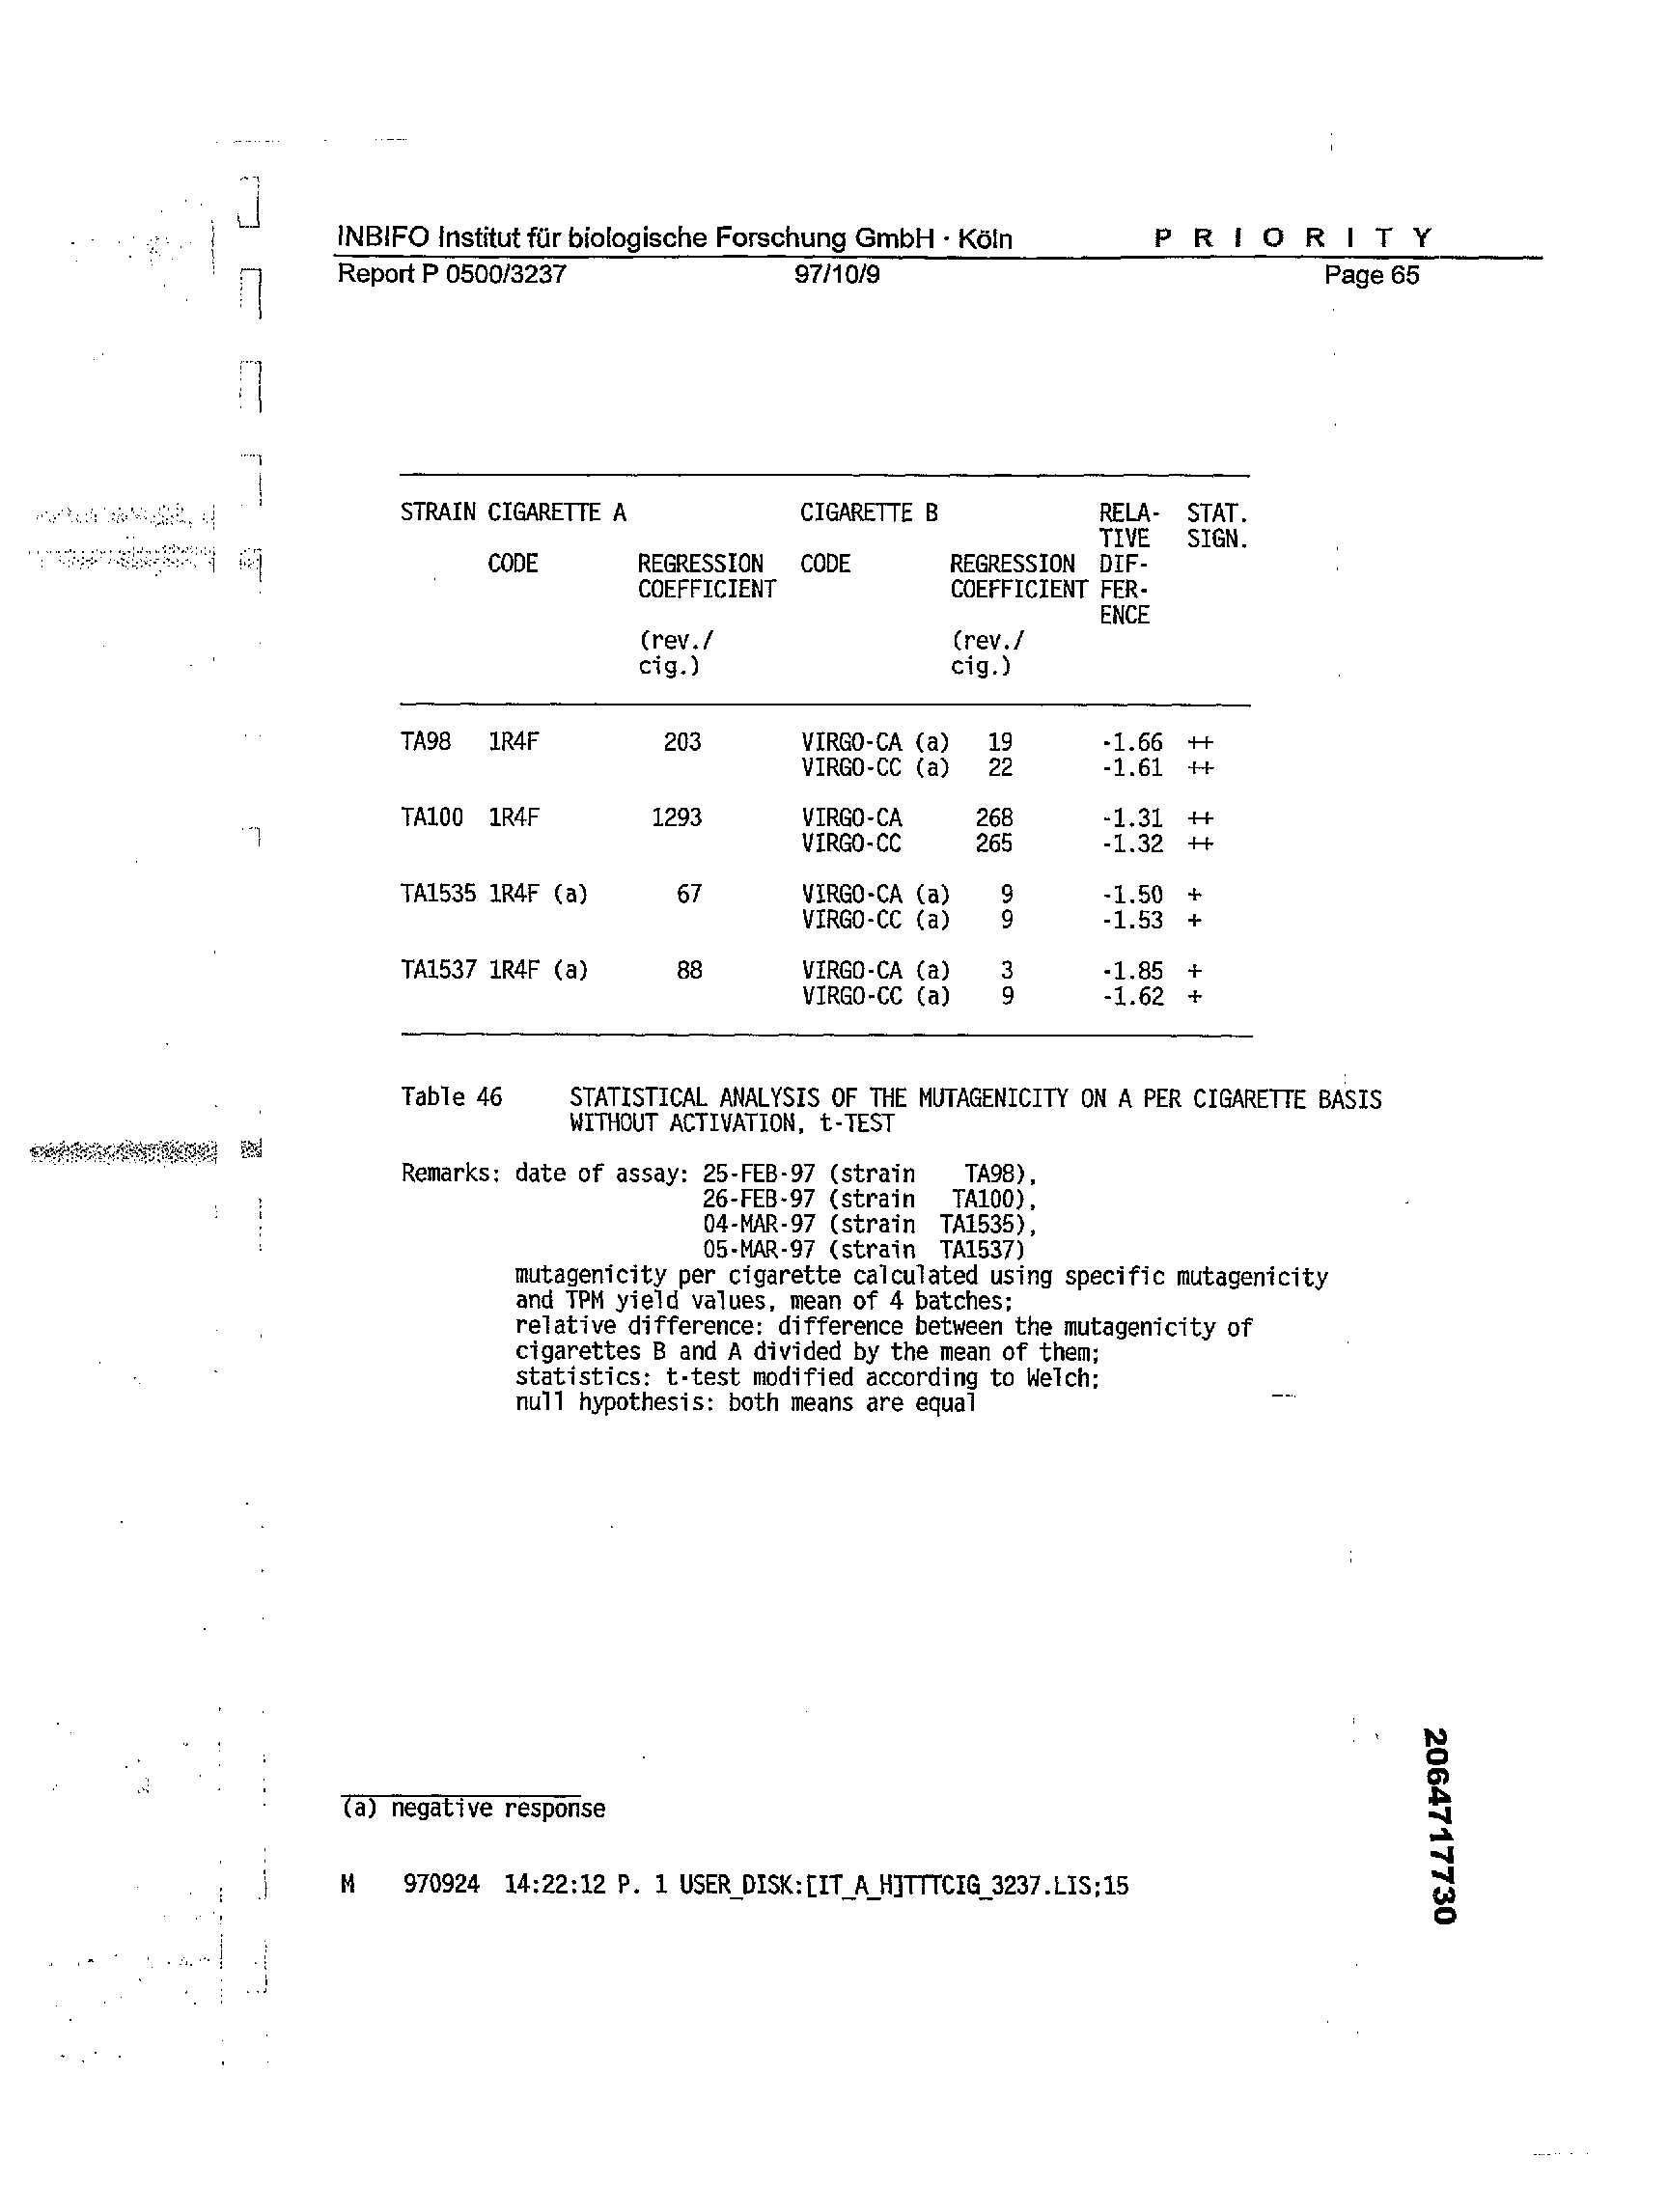 INBIFO Institut für biologische Forschung GmbH · Köln P R I O R I T Y
Report P 0500/3237 97/10/9 Page 65
STRAIN CIGARETTE A CIGARETTE B RELA- STAT.
TIVE SIGN.
CODE REGRESSION CODE REGRESSION DIF-
COEFFICIENT COEFFICIENT FER-
ENCE
(rev./ (rev./
cig.) cig.)
TA98 1R4F 203 VIRGO-CA (a) 19 -1.66 ++
VIRGO-CC (a) 22 -1.61 ++
TA100 1R4F 1293 VIRGO-CA 268 -1.31 ++
VIRGO-CC 265 -1.32 ++
TA1535 1R4F (a) 67 VIRGO-CA (a) 9 -1.50 +
VIRGO-CC (a) 9 -1.53 +
TA1537 1R4F (a) 88 VIRGO-CA (a) 3 -1.85 +
VIRGO-CC (a) 9 -1.62 +
Table 46 STATISTICAL ANALYSIS OF THE MUTAGENICITY ON A PER CIGARETTE BASIS
WITHOUT ACTIVATION, t-TEST
Remarks: date of assay: 25-FEB-97 (strain TA98),
26-FEB-97 (strain TA100),
04-MAR-97 (strain TA1535),
05-MAR-97 (strain TA1537)
mutagenicity per cigarette calculated using specific mutagenicity
and TPM yield values, mean of 4 batches;
relative difference: difference between the mutagenicity of
cigarettes B and A divided by the mean of them;
statistics: t-test modified according to Welch;
null hypothesis: both means are equal
(a) negative response
M 970924 14:22:12 P. 1 USER_DISK:[IT_A_H]TTTCIG_3237.LIS;15
2064717730